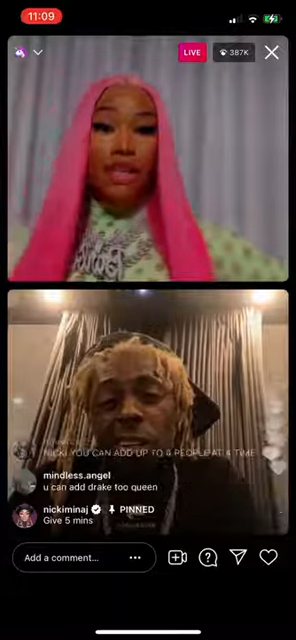 11:09
LIVE
387K
NICKI YOU CAN ADD UP TO 4 PEOPLE AT A TIME
mindless.angel
u can add drake too queen
nickiminaj PINNED
Give 5 mins
Add a comment...